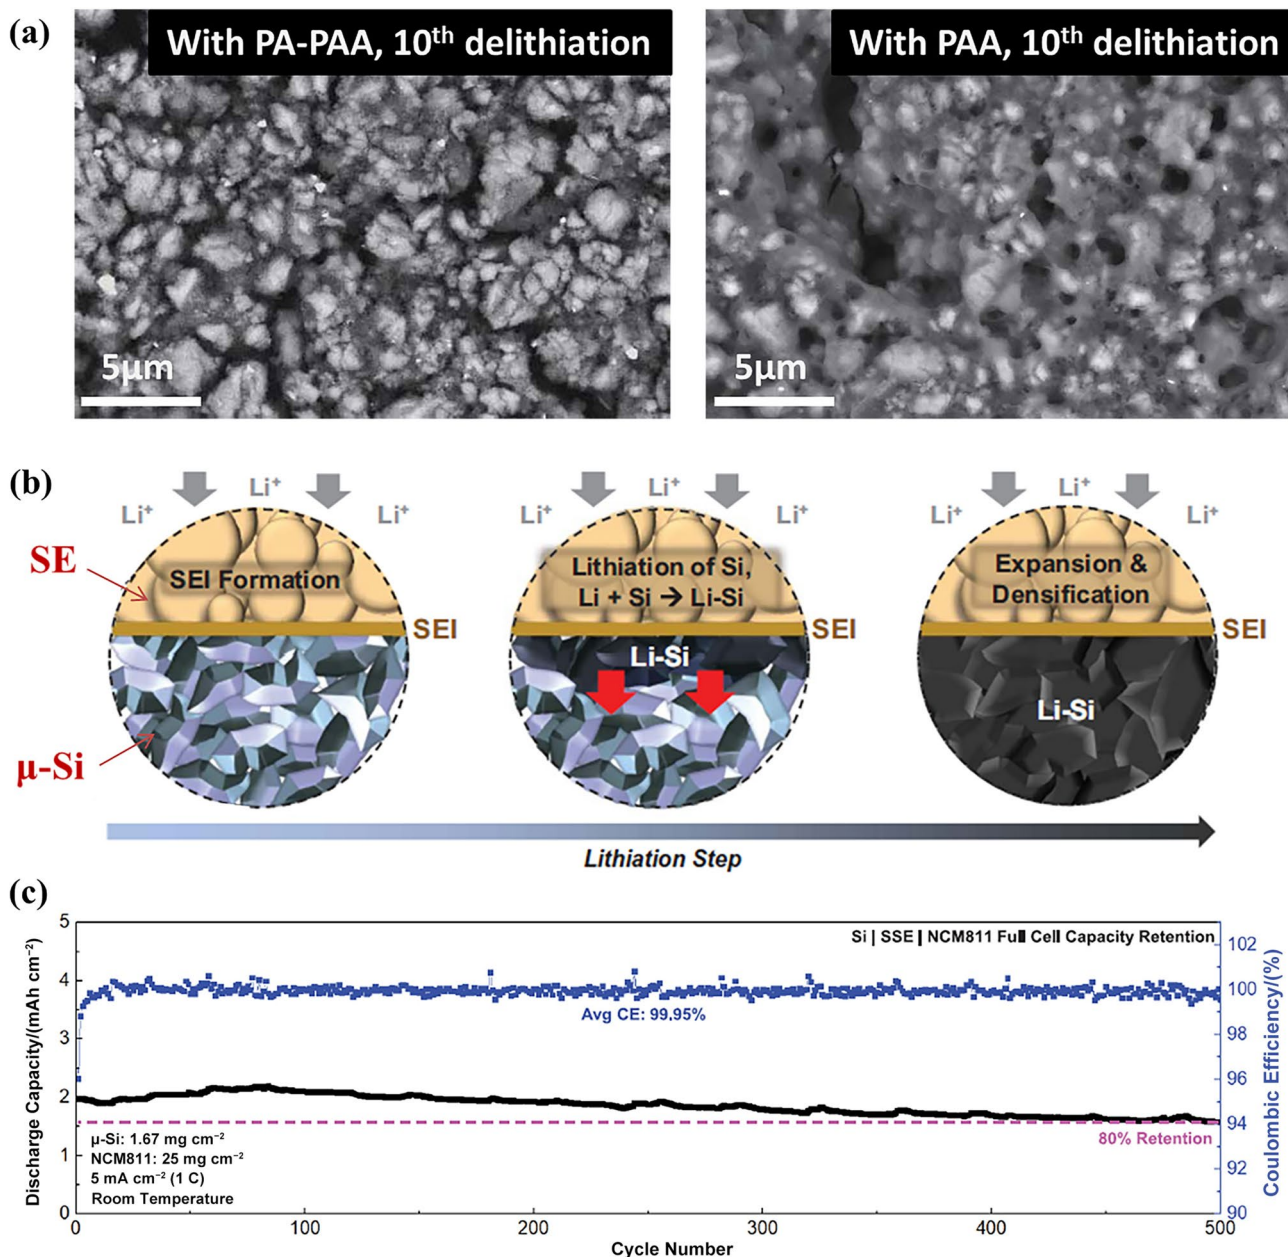 (a)
With PA-PAA, 10th delithiation
With PAA, 10th delithiation
5μm
5μm
(b)
Li⁺
Li⁺
Li⁺
Li⁺
Li⁺
Li⁺
Li⁺
Li⁺
Li⁺
SE
SEI Formation
Lithiation of Si,
Li + Si → Li-Si
Expansion &
Densification
SEI
SEI
SEI
Li-Si
Li-Si
μ-Si
Lithiation Step
(c)
Si | SSE | NCM811 Full Cell Capacity Retention
Avg CE: 99.95%
80% Retention
μ-Si: 1.67 mg cm⁻²
NCM811: 25 mg cm⁻²
5 mA cm⁻² (1 C)
Room Temperature
Discharge Capacity/(mAh cm⁻²)
5
4
3
2
1
0
Coulombic Efficiency/(%)
102
100
98
96
94
92
90
0
100
200
300
400
500
Cycle Number